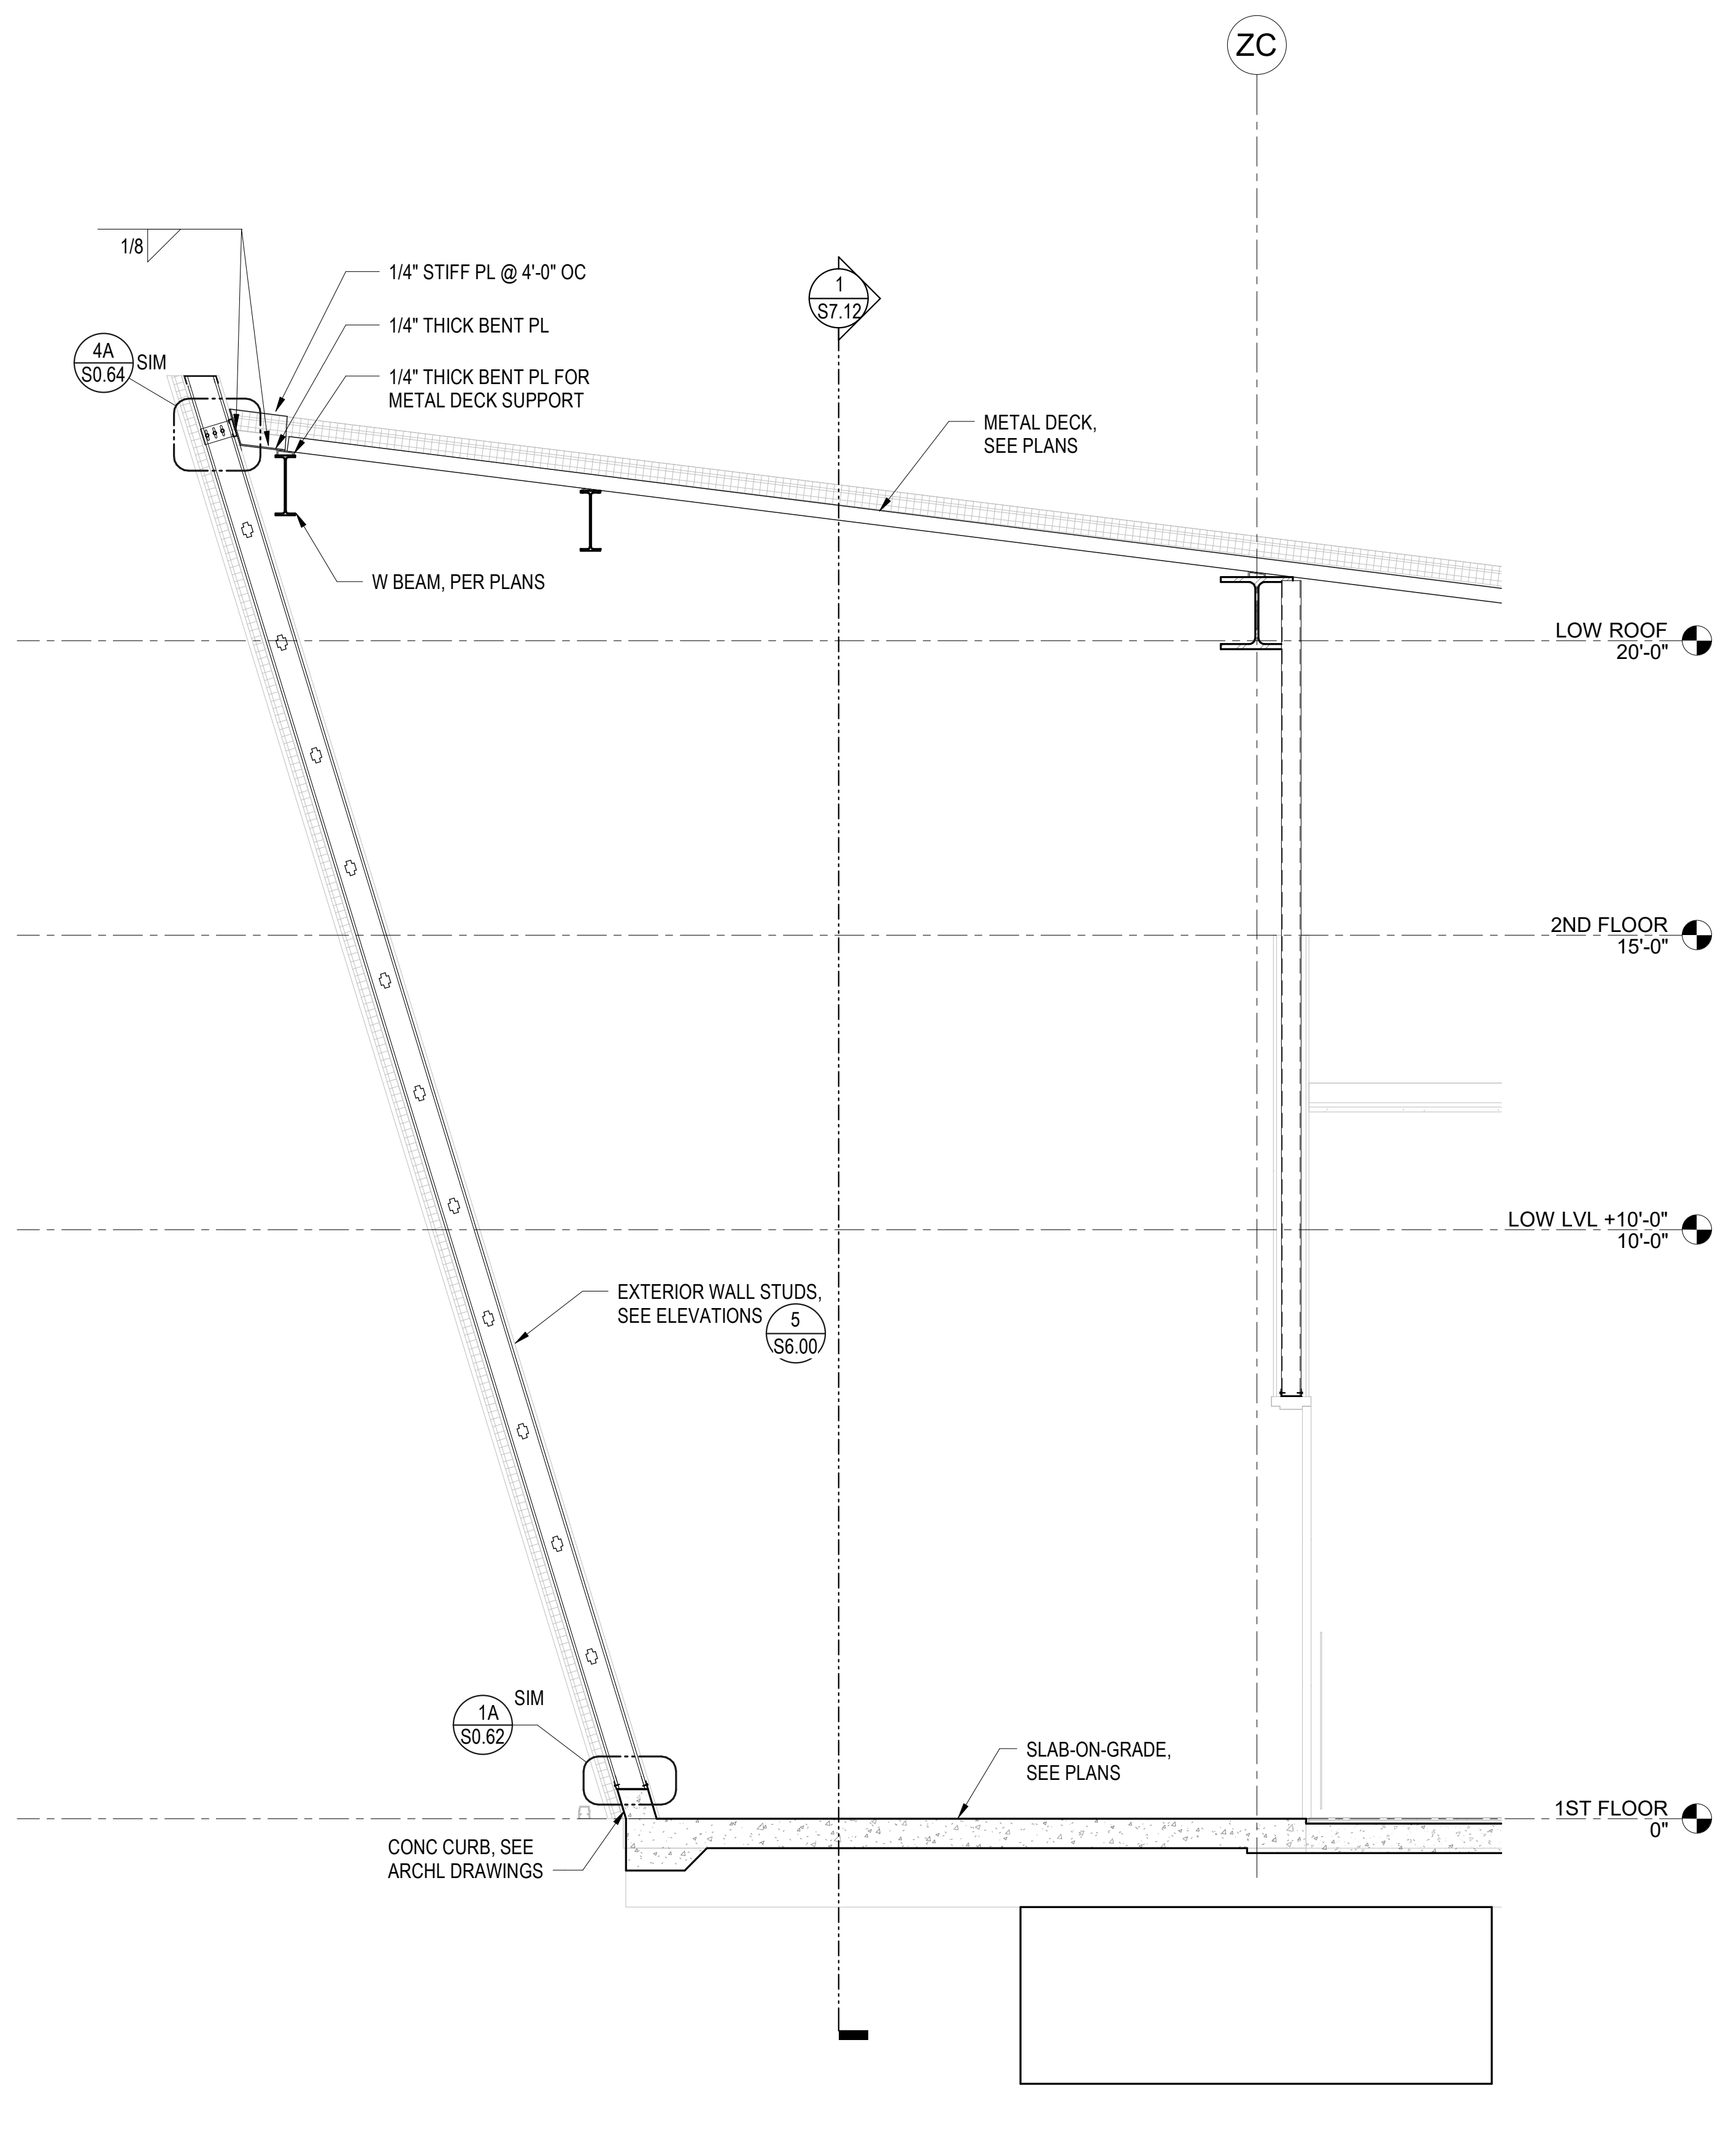 ZC
1/8
1/4" STIFF PL @ 4'-0" OC
1/4" THICK BENT PL
1/4" THICK BENT PL FOR
METAL DECK SUPPORT
1
S7.12
4A
S0.64
SIM
METAL DECK,
SEE PLANS
W BEAM, PER PLANS
LOW ROOF
20'-0"
2ND FLOOR
15'-0"
LOW LVL +10'-0"
10'-0"
EXTERIOR WALL STUDS,
SEE ELEVATIONS
5
S6.00
SIM
1A
S0.62
SLAB-ON-GRADE,
SEE PLANS
1ST FLOOR
0"
CONC CURB, SEE
ARCHL DRAWINGS